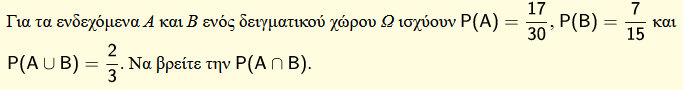 Για τα ενδεχόμενα A και B ενός δειγματικού χώρου Ω ισχύουν P(A) = 17/30, P(B) = 7/15 και
P(A ∪ B) = 2/3. Να βρείτε την P(A ∩ B).